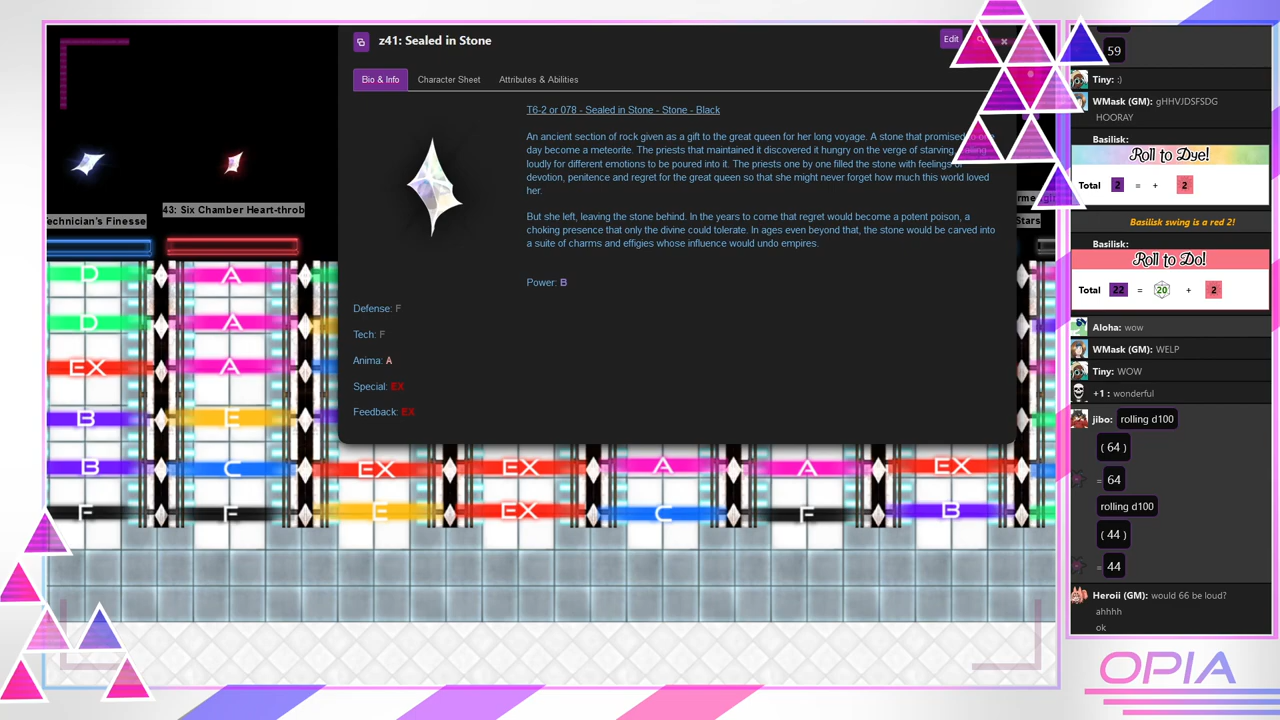 z41: Sealed in Stone
Edit
Bio & Info
Character Sheet
Attributes & Abilities
T6-2 or 078 - Sealed in Stone - Stone - Black
An ancient section of rock given as a gift to the great queen for her long voyage. A stone that promised to one
day become a meteorite. The priests that maintained it discovered it hungry on the verge of starving
loudly for different emotions to be poured into it. The priests one by one filled the stone with feelings of
devotion, penitence and regret for the great queen so that she might never forget how much this world loved
her.
But she left, leaving the stone behind. In the years to come that regret would become a potent poison, a
choking presence that only the divine could tolerate. In ages even beyond that, the stone would be carved into
a suite of charms and effigies whose influence would undo empires.
Power: B
Defense: F
Tech: F
Anima: A
Special: EX
Feedback: EX
echnician's Finesse
43: Six Chamber Heart-throb
Stars
D A
D A
EX A
B E
B C EX EX A A EX
F F E EX C F B
59
Tiny: :)
WMask (GM): gHHVJDSFSDG
HOORAY
Basilisk:
Roll to Dye!
Total 2 = + 2
Basilisk swing is a red 2!
Basilisk:
Roll to Do!
Total 22 = 20 + 2
Aloha: wow
WMask (GM): WELP
Tiny: WOW
+1 : wonderful
jibo: rolling d100
( 64 )
= 64
rolling d100
( 44 )
= 44
Heroii (GM): would 66 be loud?
ahhhh
ok
OPIA